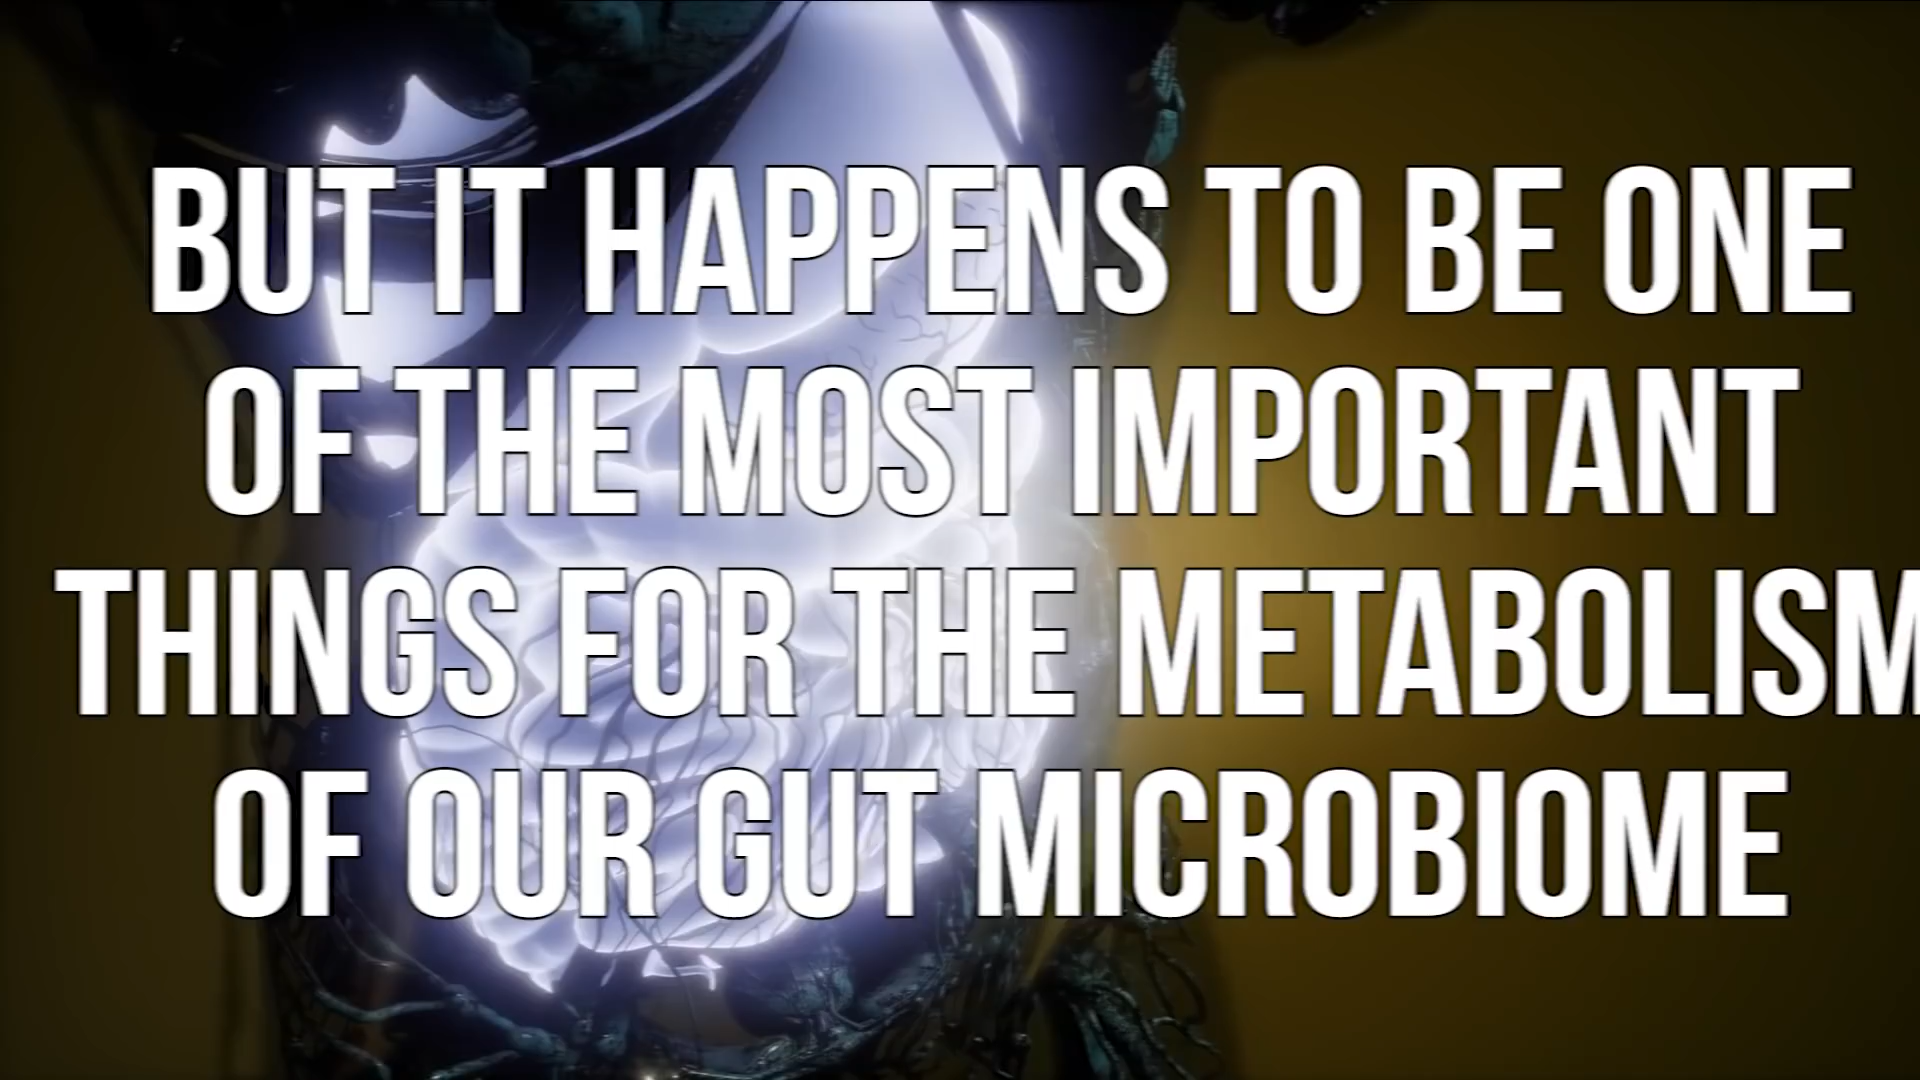 BUT IT HAPPENS TO BE ONE
OF THE MOST IMPORTANT
THINGS FOR THE METABOLISM
OF OUR GUT MICROBIOME